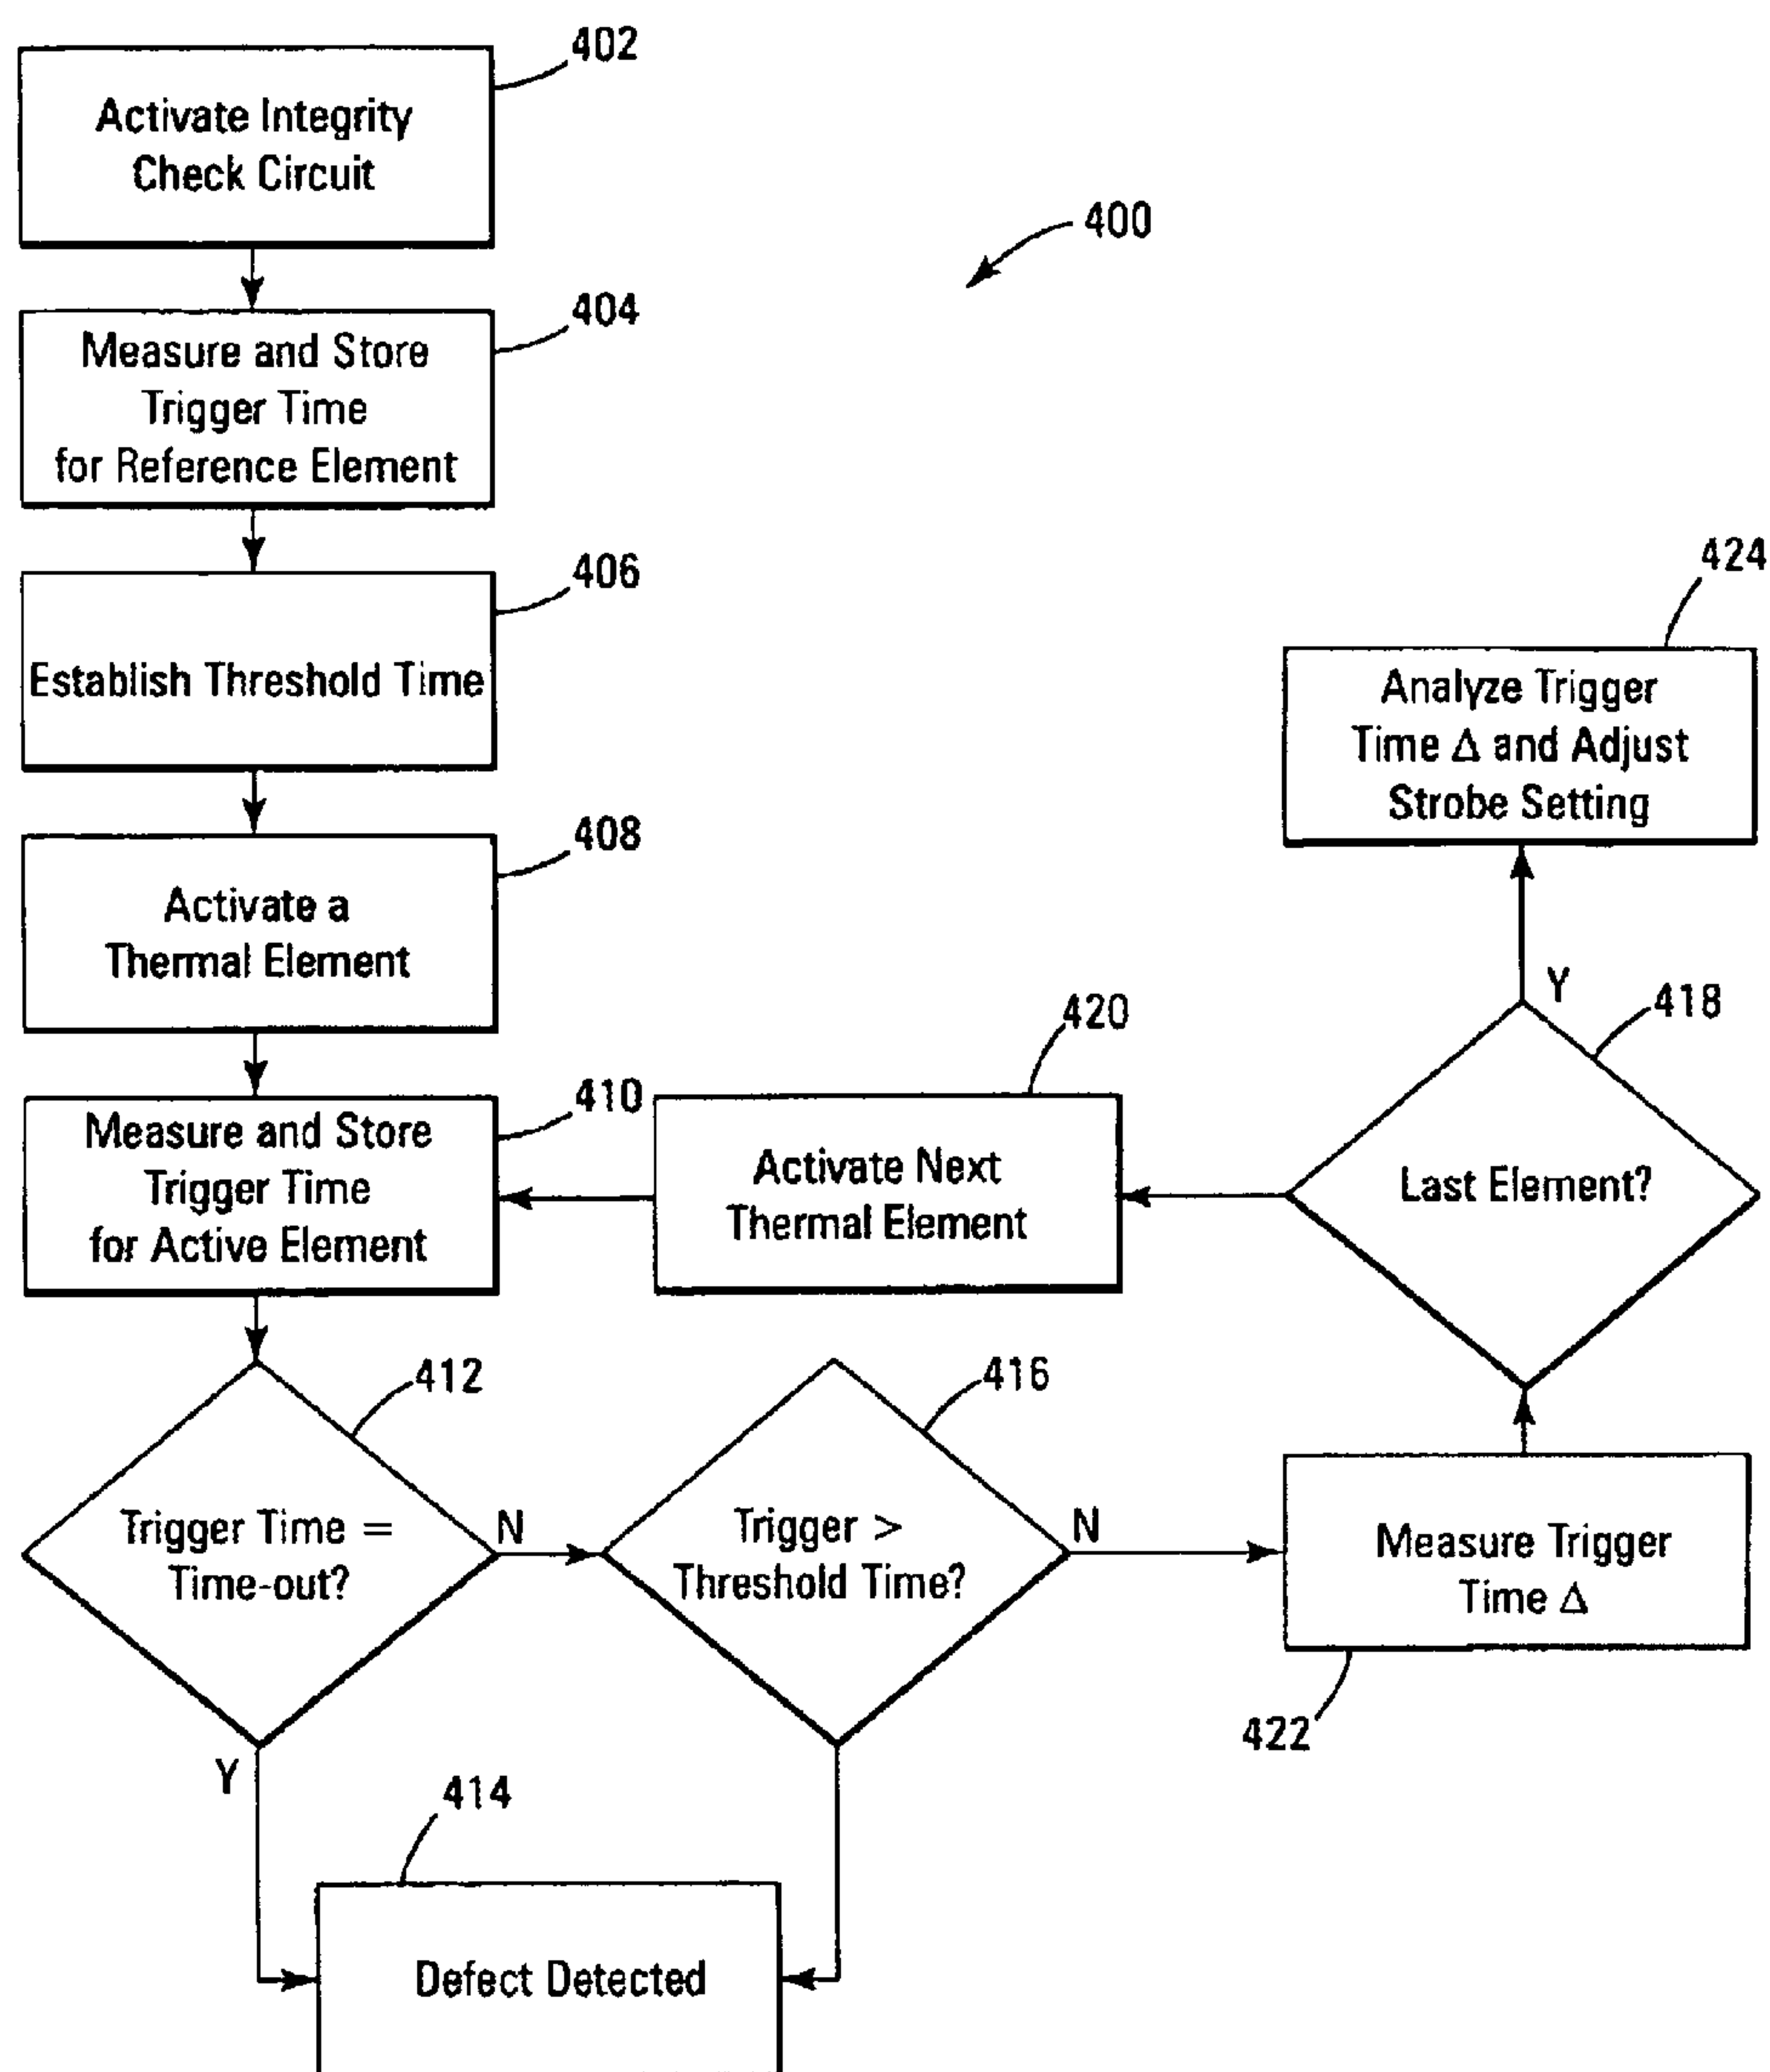 402
Activate Integrity
Check Circuit
400
404
Measure and Store
Trigger Time
for Reference Element
406
Establish Threshold Time
424
Analyze Trigger
Time Δ and Adjust
Strobe Setting
408
Activate a
Thermal Element
Y
418
Last Element?
420
Activate Next
Thermal Element
410
Measure and Store
Trigger Time
for Active Element
412
Trigger Time =
Time-out?
N
Y
416
Trigger >
Threshold Time?
N
Measure Trigger
Time Δ
422
414
Defect Detected